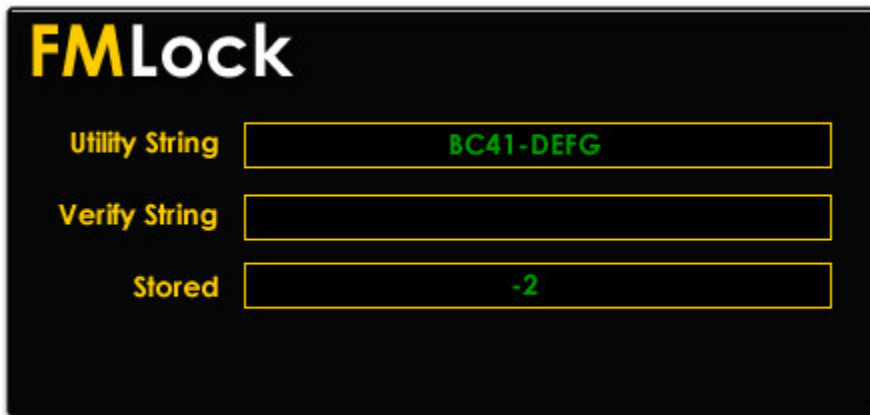 FMLock
Utility String BC41-DEFG
Verify String
Stored -2